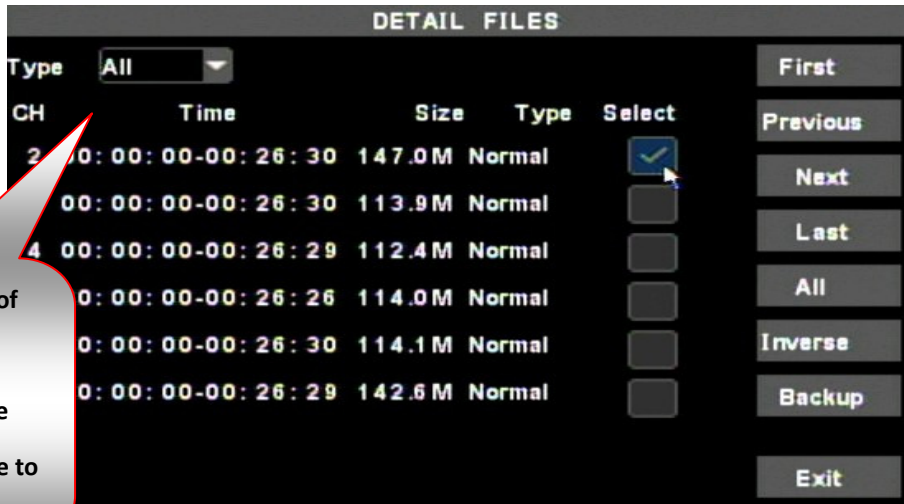 DETAIL FILES
Type All
First
CH Time Size Type Select
Previous
2 00:00:00-00:26:30 147.0M Normal
Next
00:00:00-00:26:30 113.9M Normal
Last
4 00:00:00-00:26:29 112.4M Normal
All
of
0:00:00-00:26:26 114.0M Normal
0:00:00-00:26:30 114.1M Normal
Inverse
0:00:00-00:26:29 142.6M Normal
Backup
e
e to
Exit